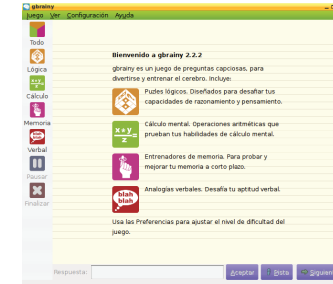 gbrainy
Juego Ver Configuración Ayuda
Todo
Lógica
Cálculo
Memoria
Verbal
Pausar
Finalizar
Bienvenido a gbrainy 2.2.2
gbrainy es un juego de preguntas capciosas, para
divertirse y entrenar el cerebro. Incluye:
Puzles lógicos. Diseñados para desafiar tus
capacidades de razonamiento y pensamiento.
x+y
z
=
Cálculo mental. Operaciones aritméticas que
prueban tus habilidades de cálculo mental.
Entrenadores de memoria. Para probar y
mejorar tu memoria a corto plazo.
blah
blah
Analogías verbales. Desafía tu aptitud verbal.
Usa las Preferencias para ajustar el nivel de dificultad del
juego.
Respuesta:
Aceptar
Pista
Siguien